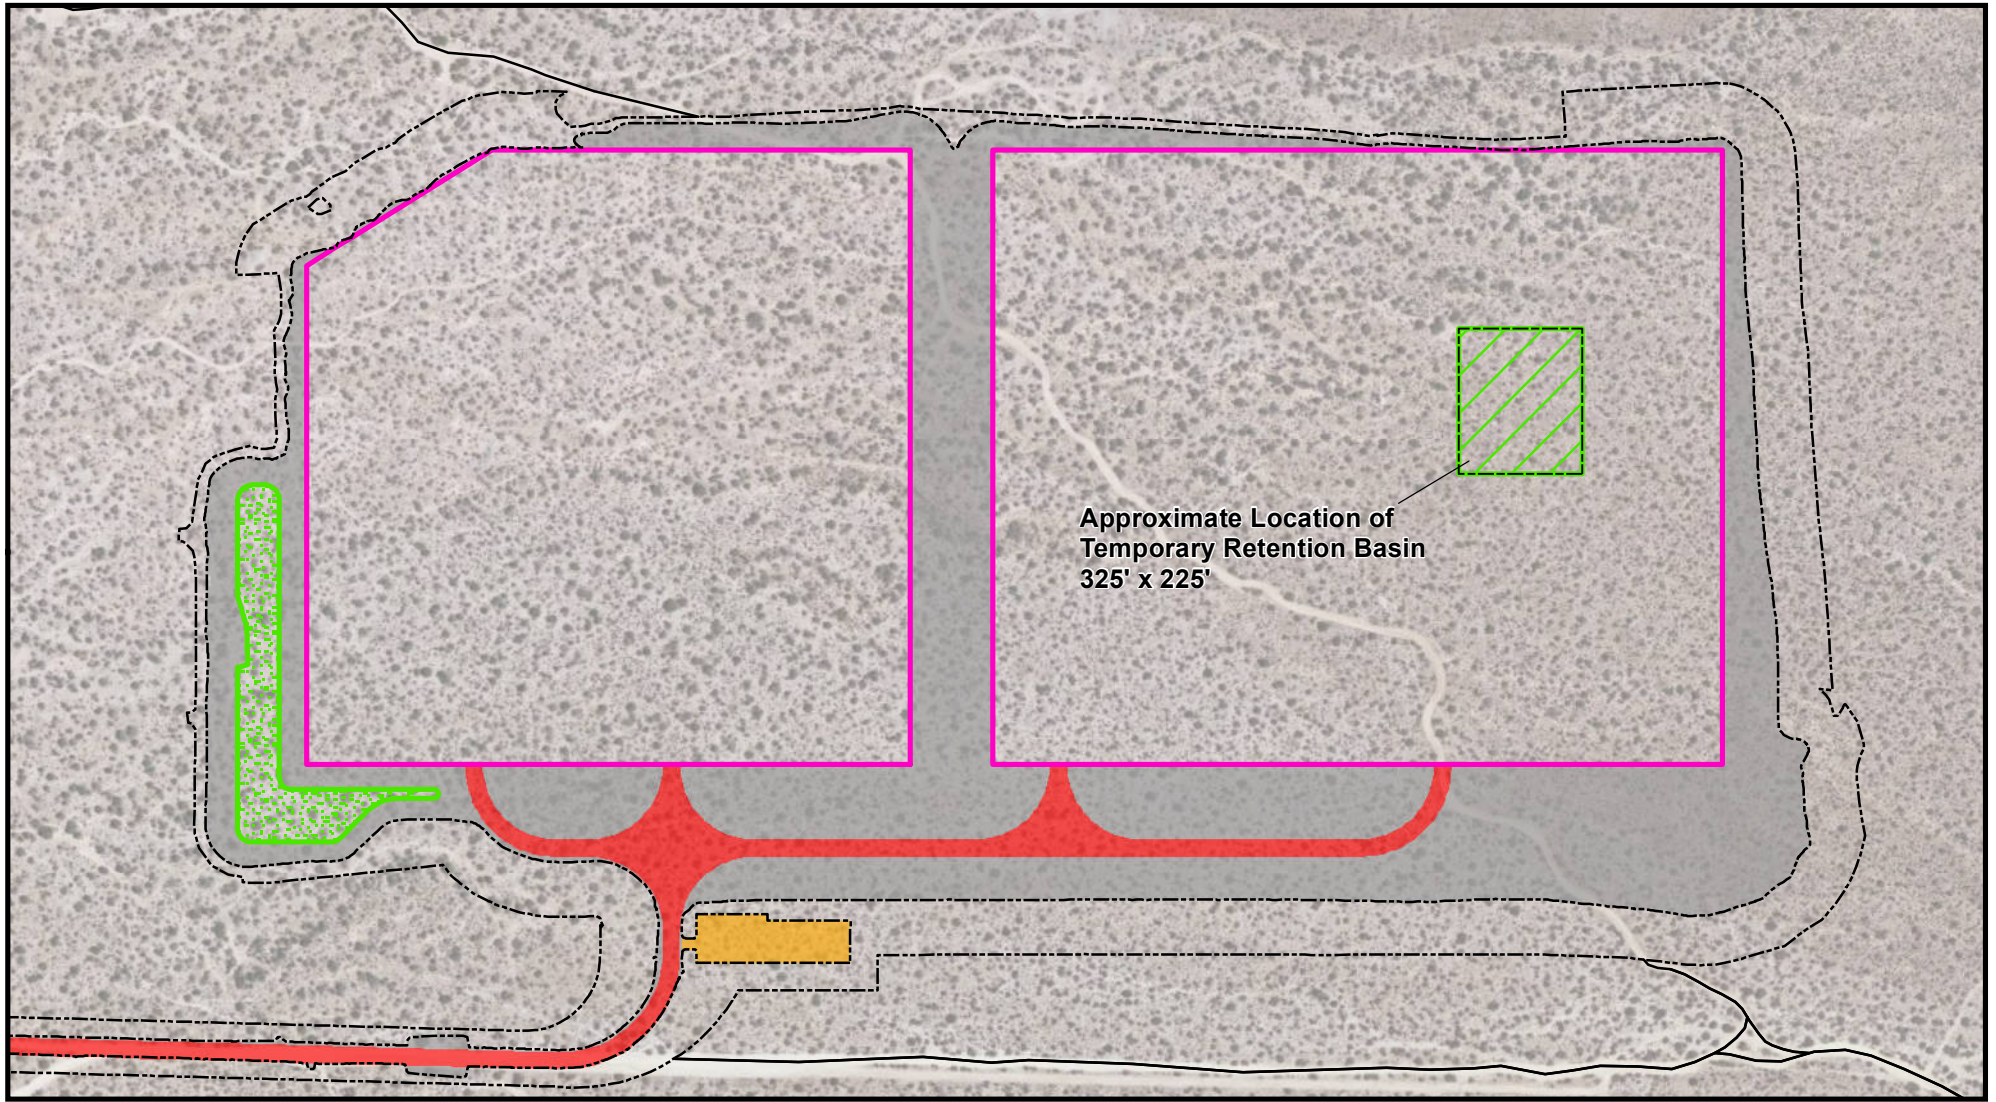 Approximate Location of
Temporary Retention Basin
325' x 225'